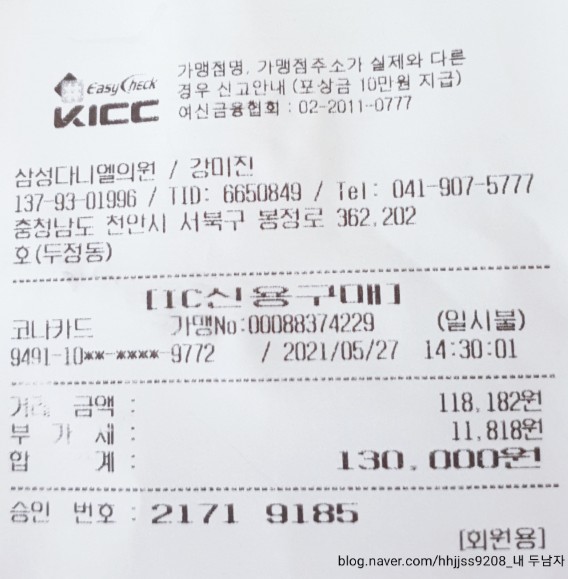 가맹점명, 가맹점주소가 실제와 다른
경우 신고안내 (포상금 10만원 지급)
여신금융협회 : 02-2011-0777
EasyCheck
KICC
삼성다니엘의원 / 강미진
137-93-01996 / TID: 6650849 / Tel: 041-907-5777
충청남도 천안시 서북구 봉정로 362,202
호(두정동)
[IC신용구매]
코나카드 가맹No:00088374229 (일시불)
9491-10**-****-9772 / 2021/05/27 14:30:01
거래 금액 : 118,182원
부 가 세 : 11,818원
합 계 : 130,000원
승인 번호 : 2171 9185
[회원용]
blog.naver.com/hhjjss9208_내 두남자